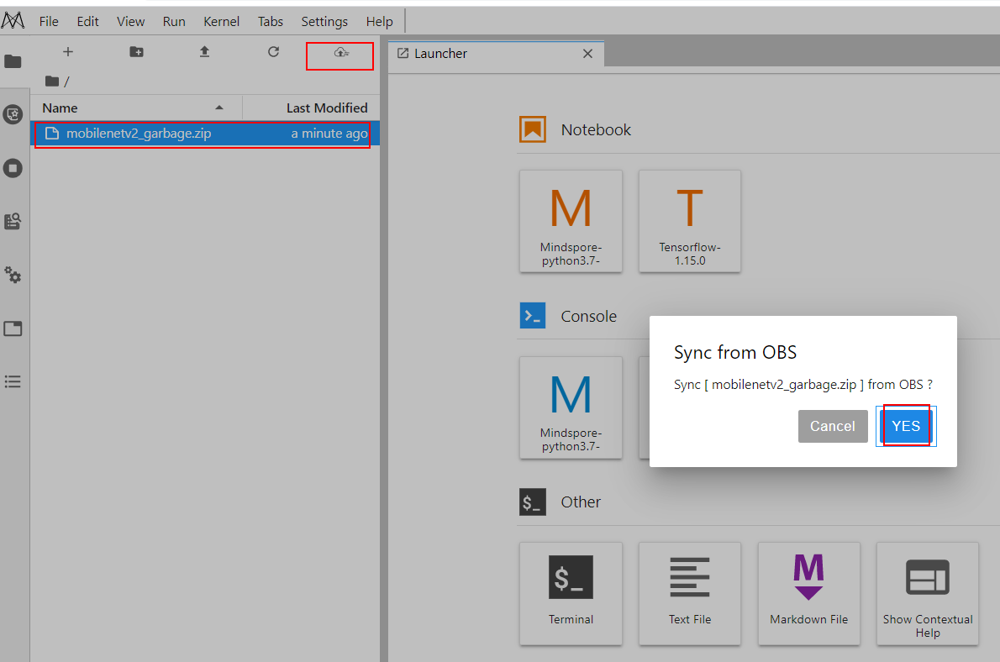 File Edit View Run Kernel Tabs Settings Help
Launcher
/
Name Last Modified
mobilenetv2_garbage.zip a minute ago
Notebook
M T
Mindspore- Tensorflow-
python3.7- 1.15.0
Console
M
Mindspore-
python3.7-
Sync from OBS
Sync [ mobilenetv2_garbage.zip ] from OBS ?
Cancel YES
$_ Other
$_ M
Terminal Text File Markdown File Show Contextual
Help